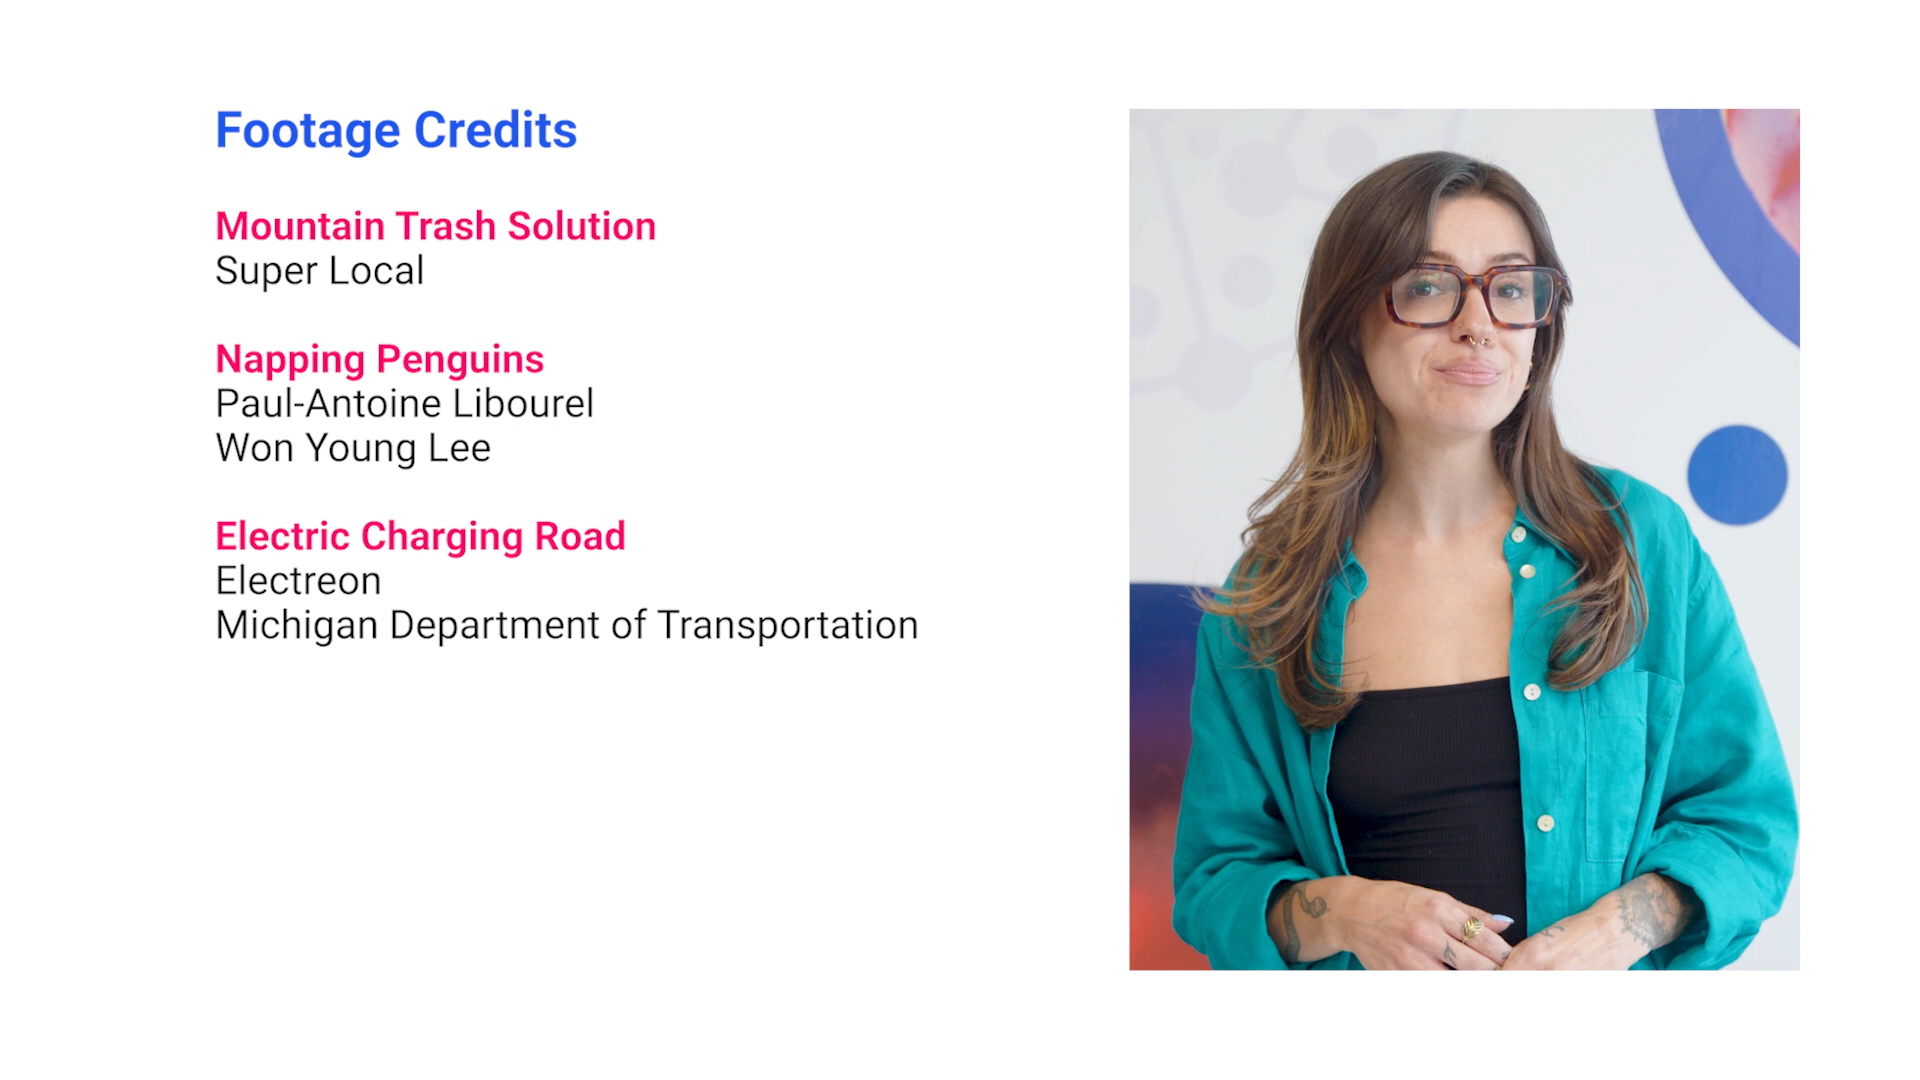 Footage Credits
Mountain Trash Solution
Super Local
Napping Penguins
Paul-Antoine Libourel
Won Young Lee
Electric Charging Road
Electreon
Michigan Department of Transportation